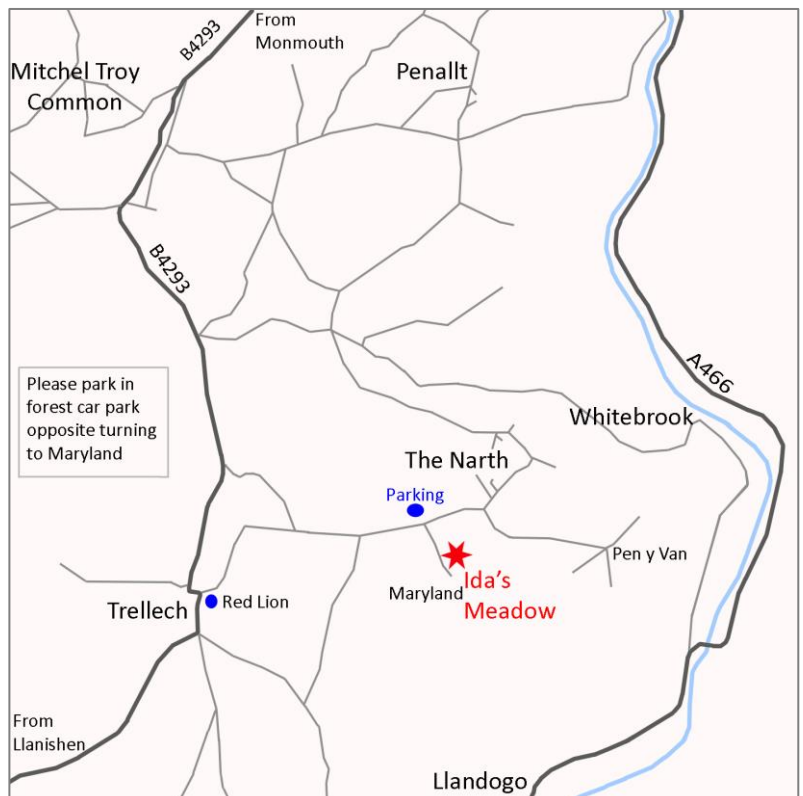 B4293
From
Monmouth
Mitchel Troy
Common
Penallt
B4293
A466
Please park in
forest car park
opposite turning
to Maryland
Whitebrook
The Narth
Parking
Pen y Van
Maryland
Ida's
Meadow
Trellech
Red Lion
From
Llanishen
Llandogo